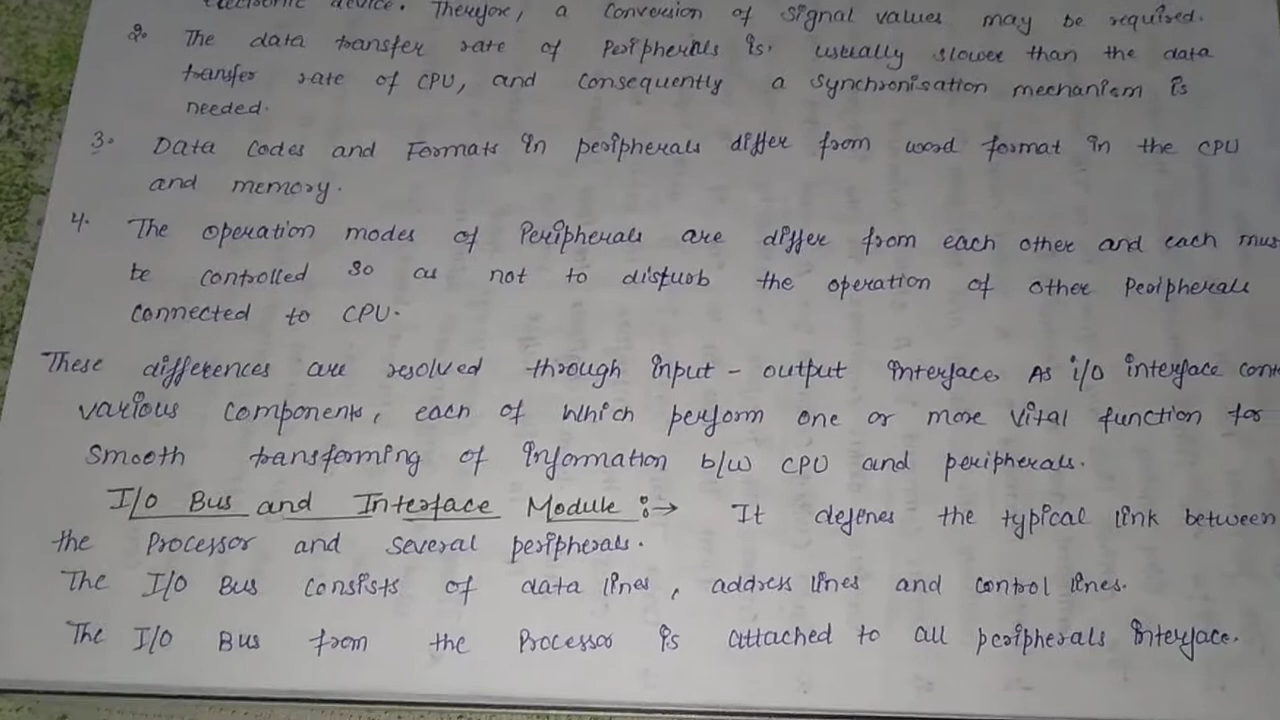 electronic device. Therefore, a conversion of signal values may be required.
2. The data transfer rate of peripherals is usually slower than the data
transfer rate of CPU, and consequently a synchronisation mechanism is
needed.
3. Data codes and Formats in peripherals differ from word format in the CPU
and memory.
4. The operation modes of Peripherals are differ from each other and each mus
be controlled so as not to disturb the operation of other Peripherals
connected to CPU.
These differences are resolved through input - output interface. As i/o interface cont
various components, each of which perform one or more vital function for
smooth transferming of information b/w CPU and peripherals.
I/O Bus and Interface Module :→ It defenes the typical link between
the Processor and several peripherals.
The I/O Bus consists of data lines, address lines and control lines.
The I/O Bus from the Processor is attached to all peripherals interface.